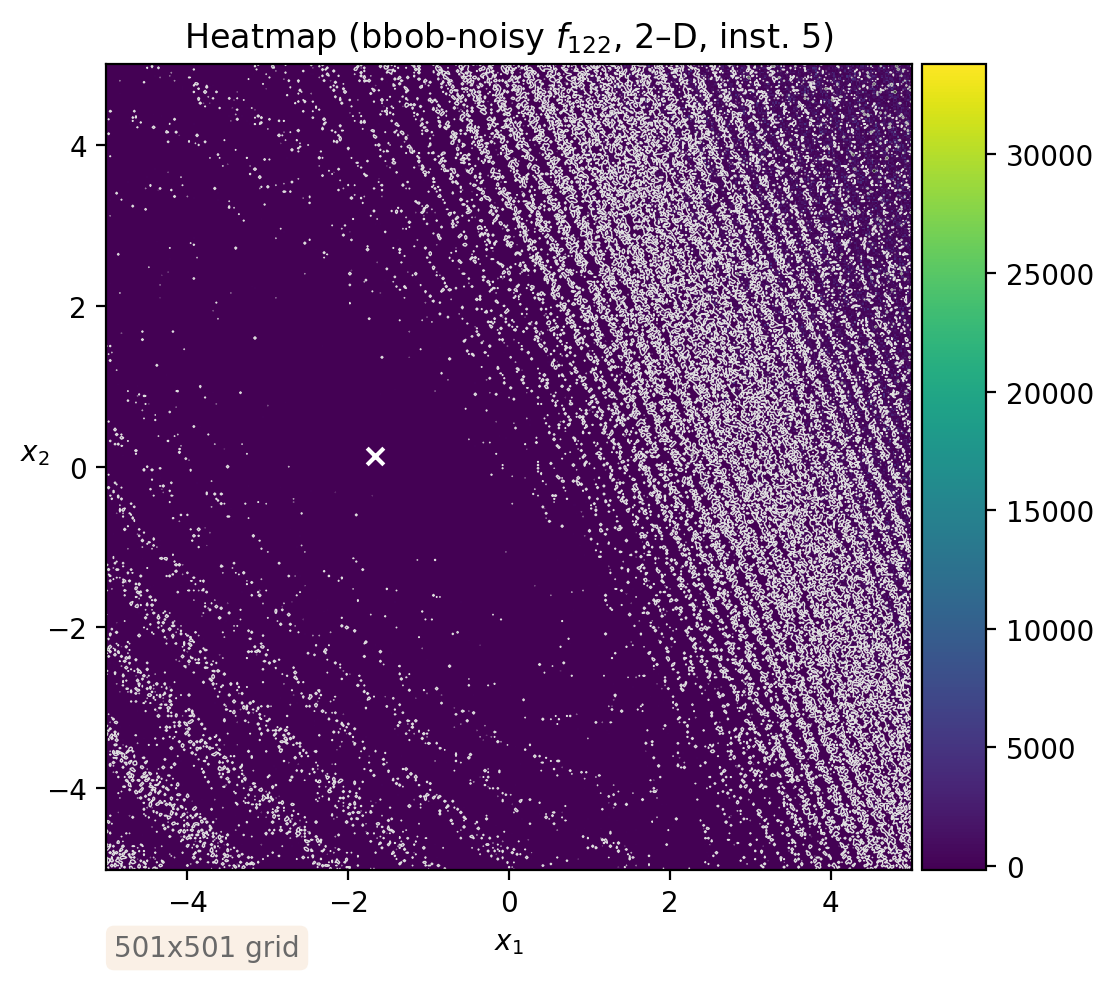 Heatmap (bbob-noisy f₁₂₂, 2–D, inst. 5)
4
2
0
−2
−4
x₂
−4 −2 0 2 4
x₁
30000
25000
20000
15000
10000
5000
0
501x501 grid